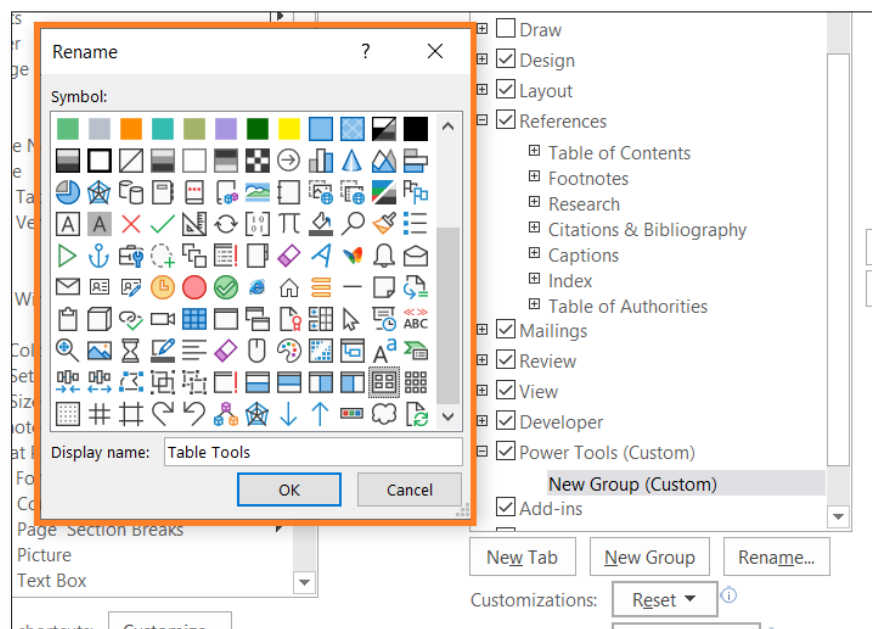 Rename
?
Symbol:
Display name:
Table Tools
OK
Cancel
Page Section Breaks
Picture
Text Box
Draw
Design
Layout
References
Table of Contents
Footnotes
Research
Citations & Bibliography
Captions
Index
Table of Authorities
Mailings
Review
View
Developer
Power Tools (Custom)
New Group (Custom)
Add-ins
New Tab
New Group
Rename...
Customizations:
Reset